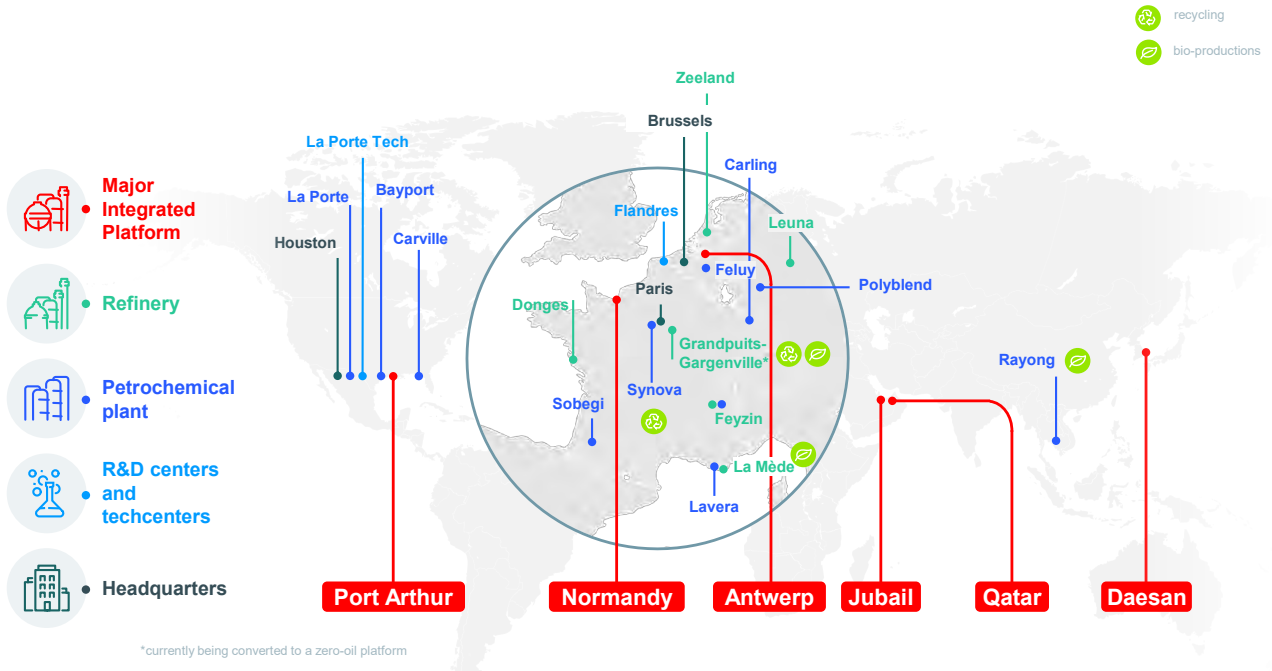 recycling
bio-productions
Major
Integrated
Platform
Refinery
Petrochemical
plant
R&D centers
and
techcenters
Headquarters
Zeeland
Brussels
La Porte Tech
Carling
La Porte
Bayport
Flandres
Leuna
Houston
Carville
Feluy
Paris
Polyblend
Donges
Grandpuits-
Gargenville*
Rayong
Synova
Sobegi
Feyzin
La Mède
Lavera
Port Arthur
Normandy
Antwerp
Jubail
Qatar
Daesan
*currently being converted to a zero-oil platform